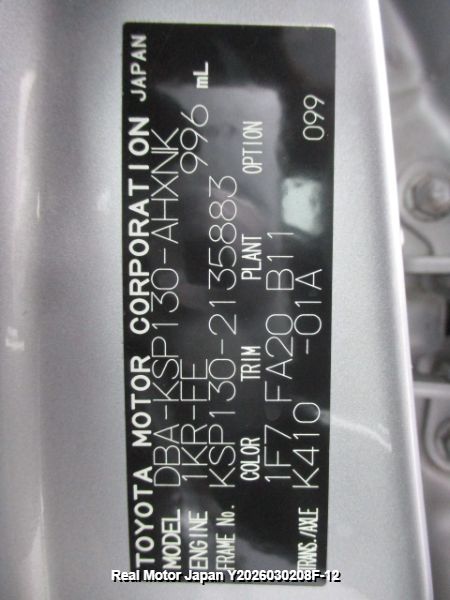 TOYOTA MOTOR CORPORATION JAPAN
MODEL DBA-KSP130-AHXNK
ENGINE 1KR-FE 996 mL
FRAME No. KSP130-2135883
COLOR TRIM PLANT OPTION
1F7 FA20 B11 099
TRANS./AXLE K410 -01A
Real Motor Japan Y2026030208F-12